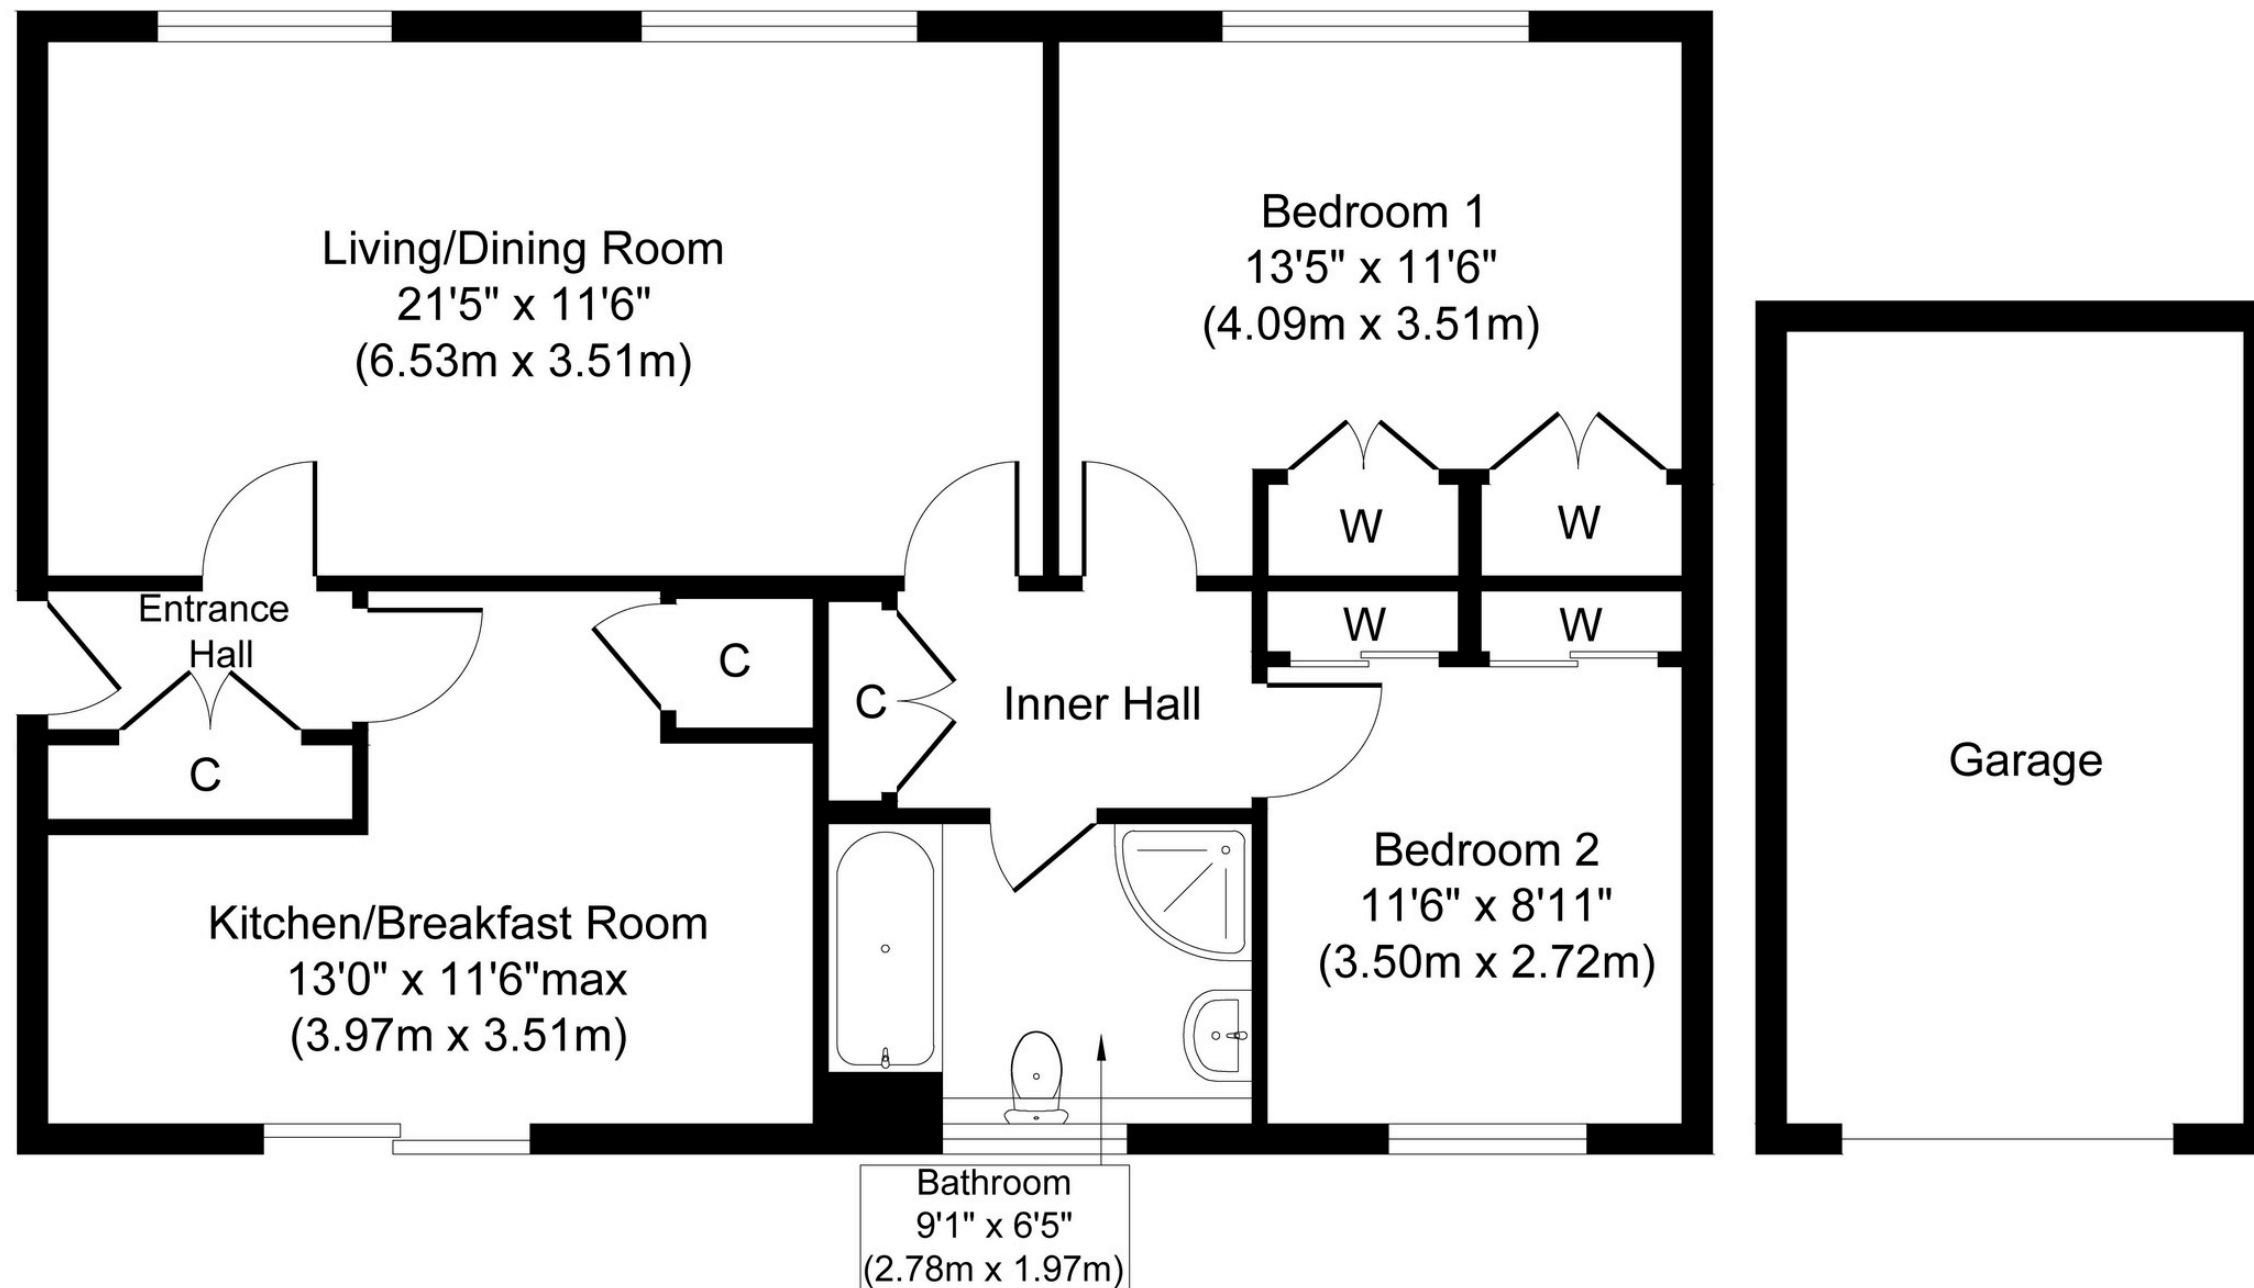 Living/Dining Room
21'5" x 11'6"
(6.53m x 3.51m)
Bedroom 1
13'5" x 11'6"
(4.09m x 3.51m)
W
W
Entrance
Hall
C
C
C
Inner Hall
W
W
Garage
Kitchen/Breakfast Room
13'0" x 11'6"max
(3.97m x 3.51m)
Bedroom 2
11'6" x 8'11"
(3.50m x 2.72m)
Bathroom
9'1" x 6'5"
(2.78m x 1.97m)